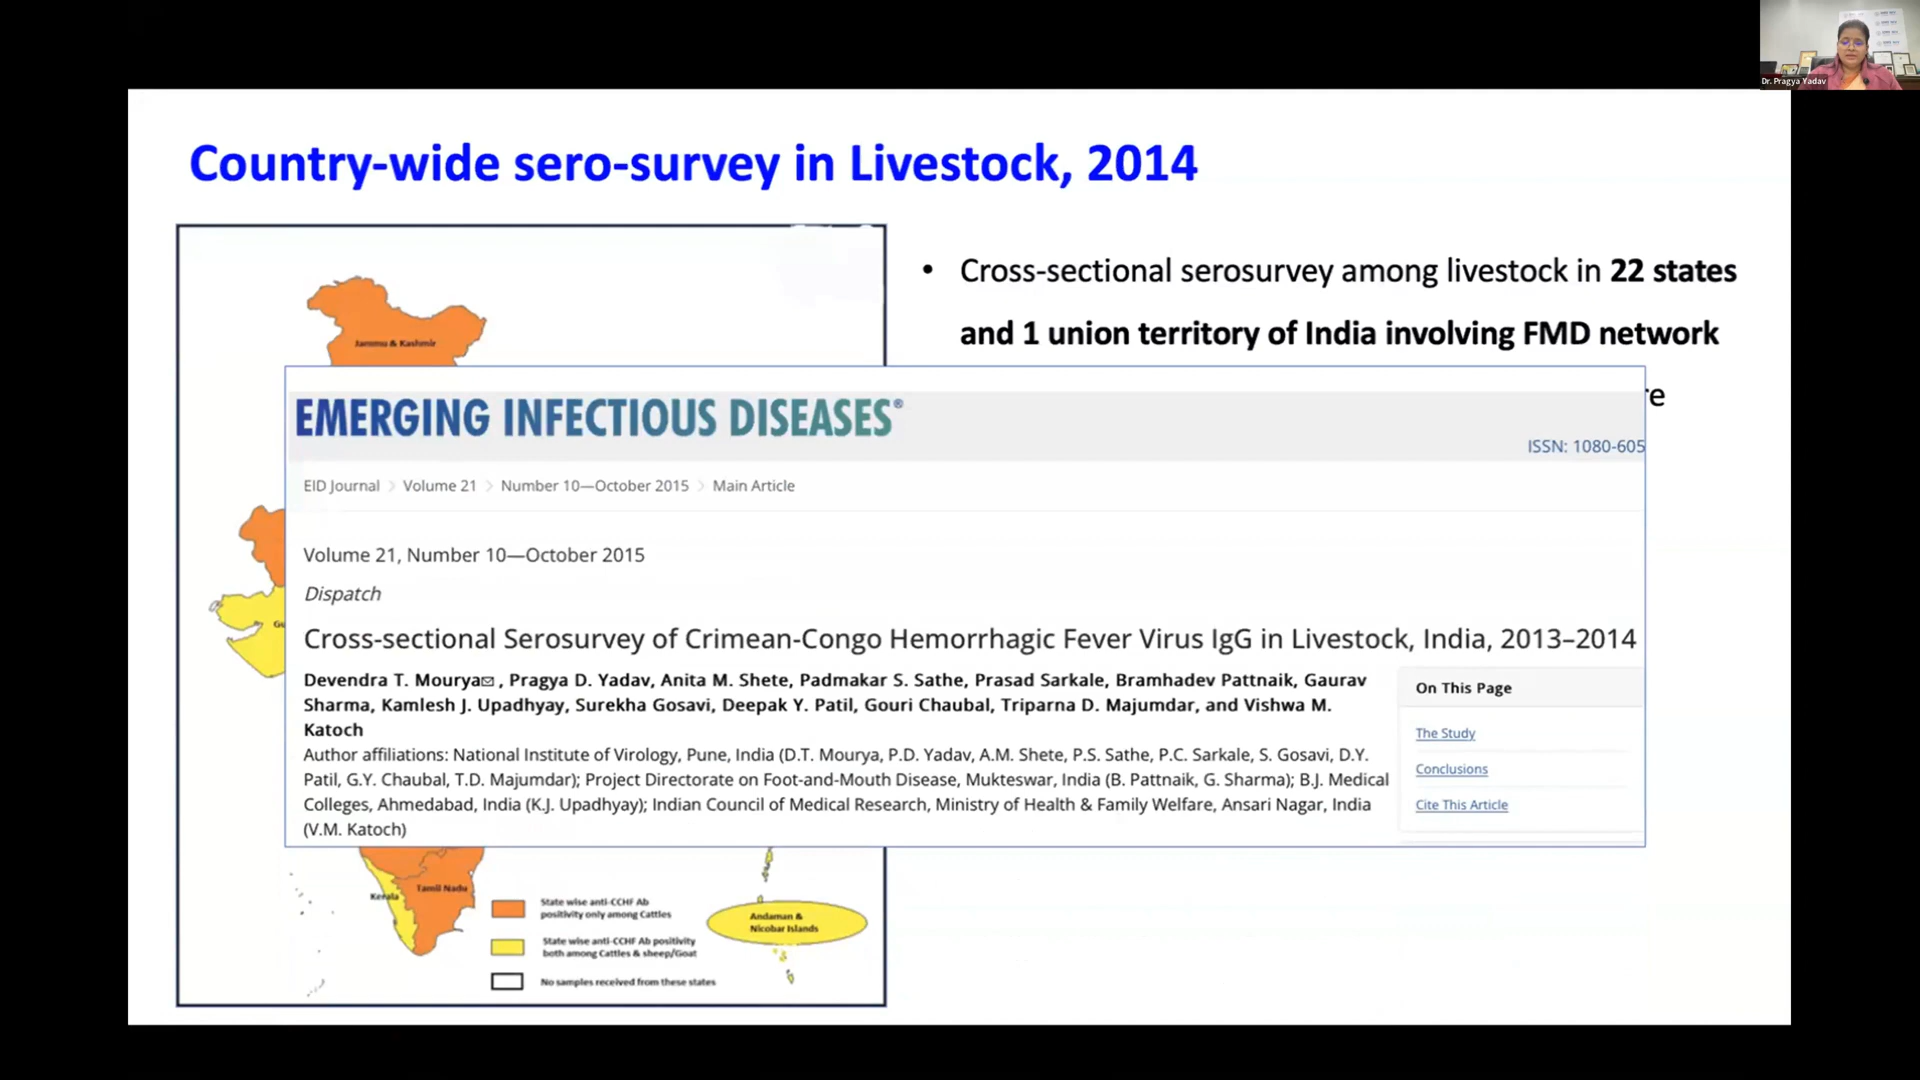 Dr. Pragya Yadav
Country-wide sero-survey in Livestock, 2014
• Cross-sectional serosurvey among livestock in 22 states
and 1 union territory of India involving FMD network
re
Jammu & Kashmir
EMERGING INFECTIOUS DISEASES®
ISSN: 1080-605
EID Journal > Volume 21 > Number 10—October 2015 > Main Article
Volume 21, Number 10—October 2015
Dispatch
Cross-sectional Serosurvey of Crimean-Congo Hemorrhagic Fever Virus IgG in Livestock, India, 2013–2014
Devendra T. Mourya✉, Pragya D. Yadav, Anita M. Shete, Padmakar S. Sathe, Prasad Sarkale, Bramhadev Pattnaik, Gaurav
Sharma, Kamlesh J. Upadhyay, Surekha Gosavi, Deepak Y. Patil, Gouri Chaubal, Triparna D. Majumdar, and Vishwa M.
Katoch
Author affiliations: National Institute of Virology, Pune, India (D.T. Mourya, P.D. Yadav, A.M. Shete, P.S. Sathe, P.C. Sarkale, S. Gosavi, D.Y.
Patil, G.Y. Chaubal, T.D. Majumdar); Project Directorate on Foot-and-Mouth Disease, Mukteswar, India (B. Pattnaik, G. Sharma); B.J. Medical
Colleges, Ahmedabad, India (K.J. Upadhyay); Indian Council of Medical Research, Ministry of Health & Family Welfare, Ansari Nagar, India
(V.M. Katoch)
On This Page
The Study
Conclusions
Cite This Article
Gu
Kerala
Tamil Nadu
State wise anti-CCHF Ab
positivity only among Cattles
State wise anti-CCHF Ab positivity
both among Cattles & sheep/Goat
No samples received from these states
Andaman &
Nicobar Islands